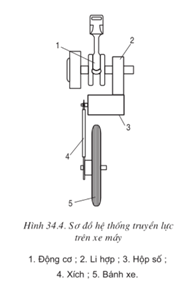 1
2
3
4
5
Hình 34.4. Sơ đồ hệ thống truyền lực
trên xe máy
1. Động cơ ; 2. Li hợp ; 3. Hộp số ;
4. Xích ; 5. Bánh xe.